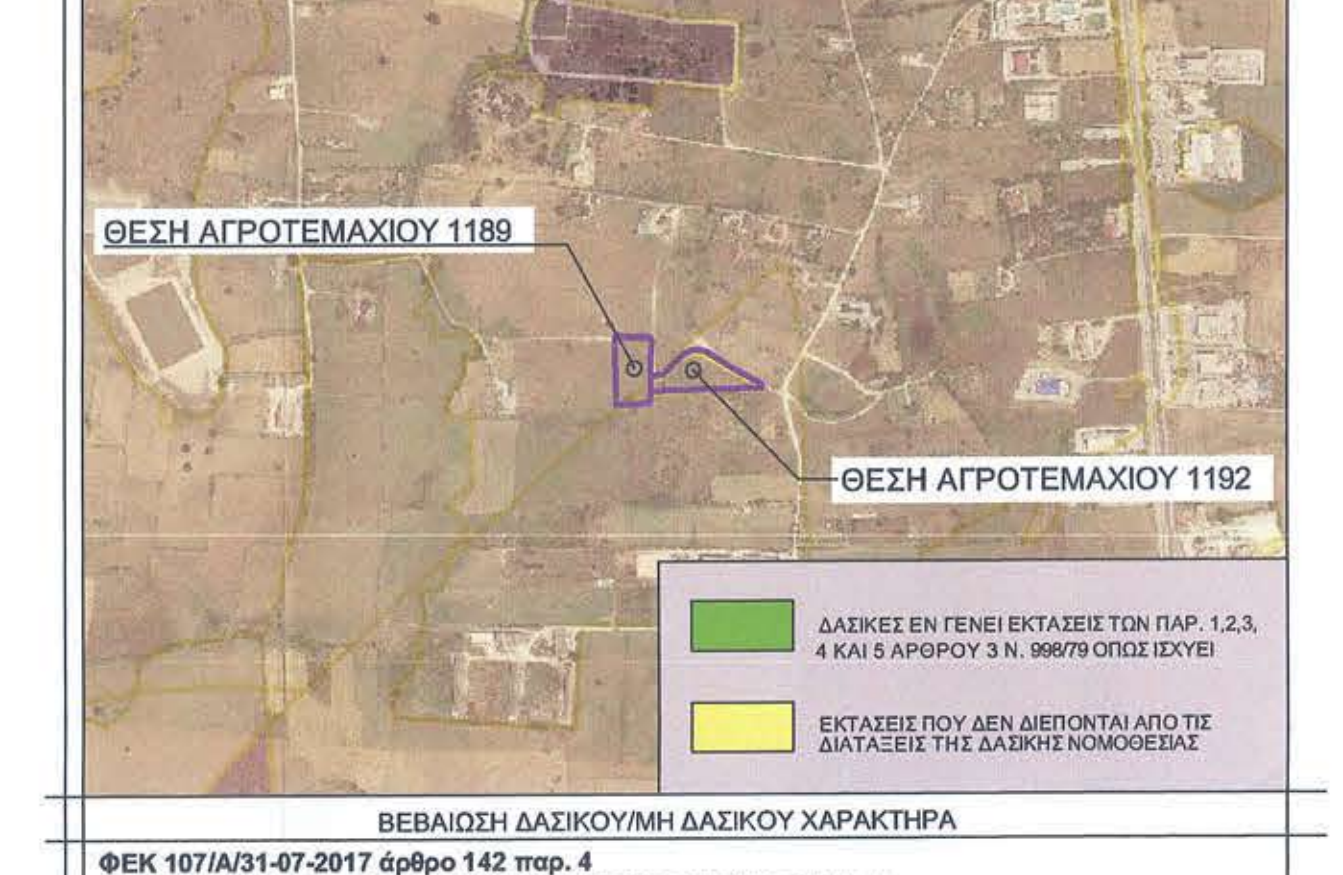 ΘΕΣΗ ΑΓΡΟΤΕΜΑΧΙΟΥ 1189
ΘΕΣΗ ΑΓΡΟΤΕΜΑΧΙΟΥ 1192
ΔΑΣΙΚΕΣ ΕΝ ΓΕΝΕΙ ΕΚΤΑΣΕΙΣ ΤΩΝ ΠΑΡ. 1,2,3,
4 ΚΑΙ 5 ΑΡΘΡΟΥ 3 Ν. 998/79 ΟΠΩΣ ΙΣΧΥΕΙ
ΕΚΤΑΣΕΙΣ ΠΟΥ ΔΕΝ ΔΙΕΠΟΝΤΑΙ ΑΠΟ ΤΙΣ
ΔΙΑΤΑΞΕΙΣ ΤΗΣ ΔΑΣΙΚΗΣ ΝΟΜΟΘΕΣΙΑΣ
ΒΕΒΑΙΩΣΗ ΔΑΣΙΚΟΥ/ΜΗ ΔΑΣΙΚΟΥ ΧΑΡΑΚΤΗΡΑ
ΦΕΚ 107/Α/31-07-2017 άρθρο 142 παρ. 4